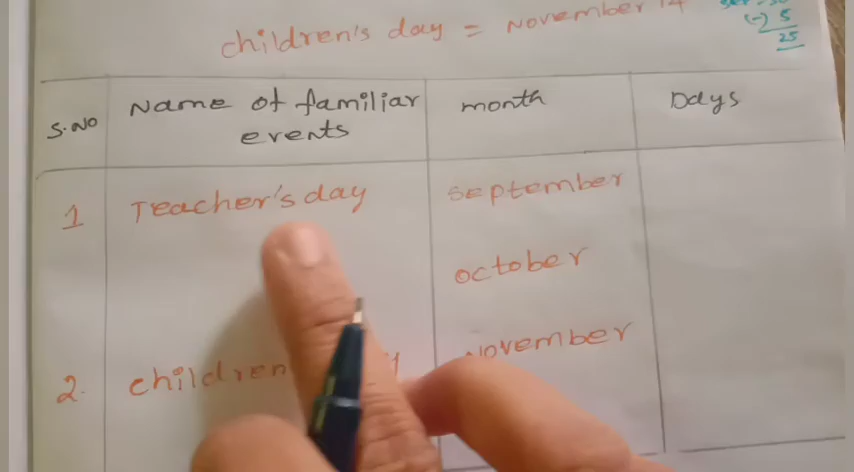 children's day = November 14
(-) 5
25
S.NO Name of familiar events month Days
1 Teacher's day September
October
2. children November